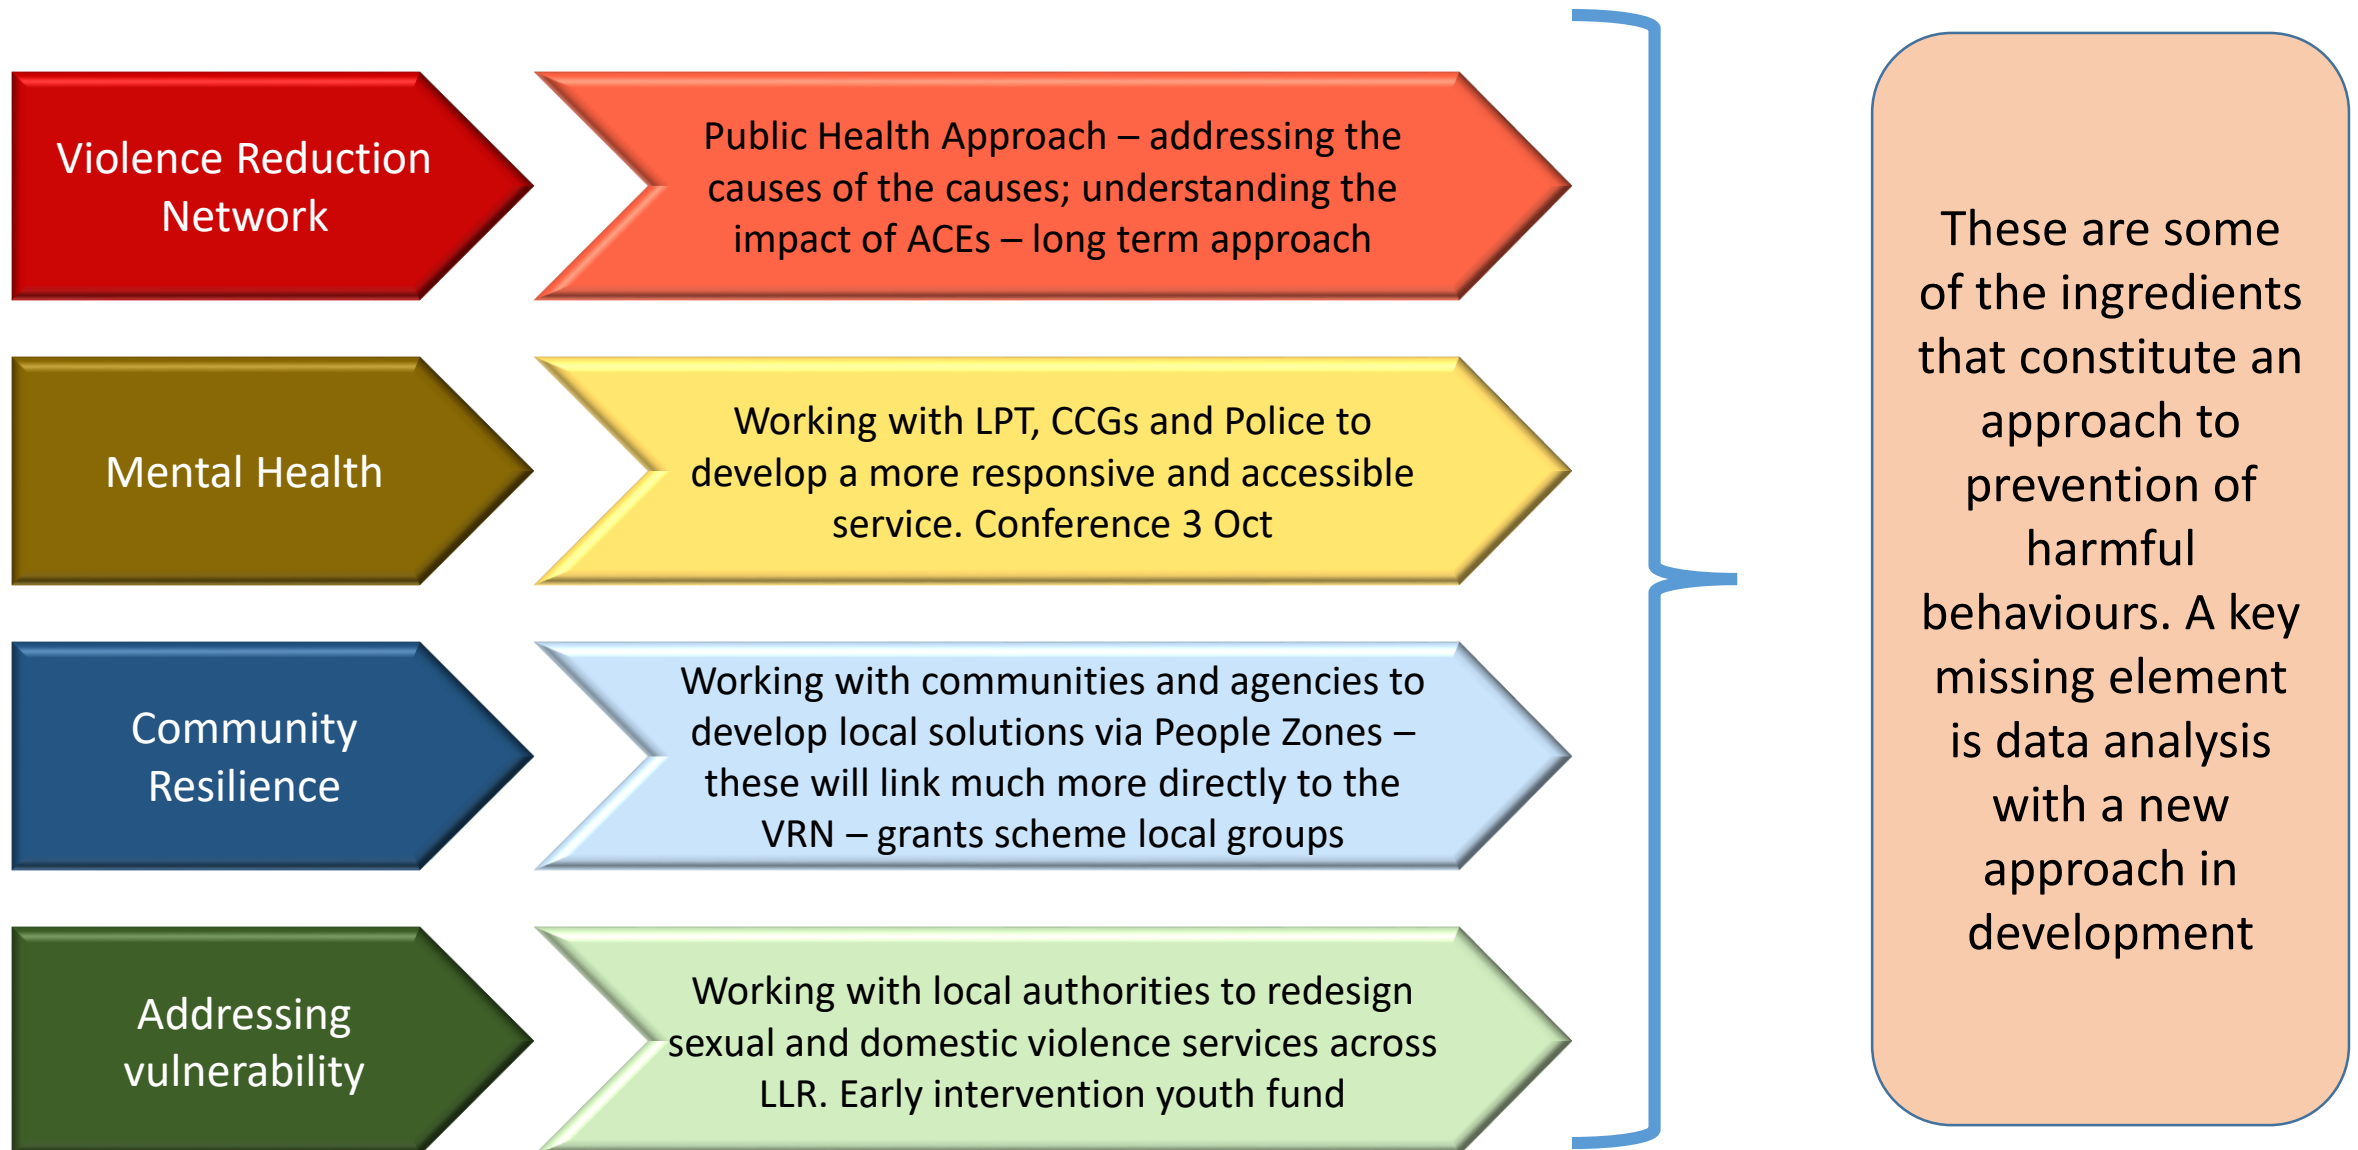 Violence Reduction
Network
Public Health Approach – addressing the
causes of the causes; understanding the
impact of ACEs – long term approach
Mental Health
Working with LPT, CCGs and Police to
develop a more responsive and accessible
service. Conference 3 Oct
Community
Resilience
Working with communities and agencies to
develop local solutions via People Zones –
these will link much more directly to the
VRN – grants scheme local groups
Addressing
vulnerability
Working with local authorities to redesign
sexual and domestic violence services across
LLR. Early intervention youth fund
These are some
of the ingredients
that constitute an
approach to
prevention of
harmful
behaviours. A key
missing element
is data analysis
with a new
approach in
development